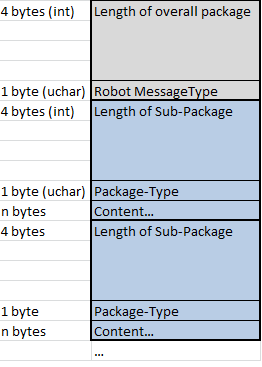 4 bytes (int) Length of overall package
1 byte (uchar) Robot MessageType
4 bytes (int) Length of Sub-Package
1 byte (uchar) Package-Type
n bytes Content...
4 bytes Length of Sub-Package
1 byte Package-Type
n bytes Content...
...